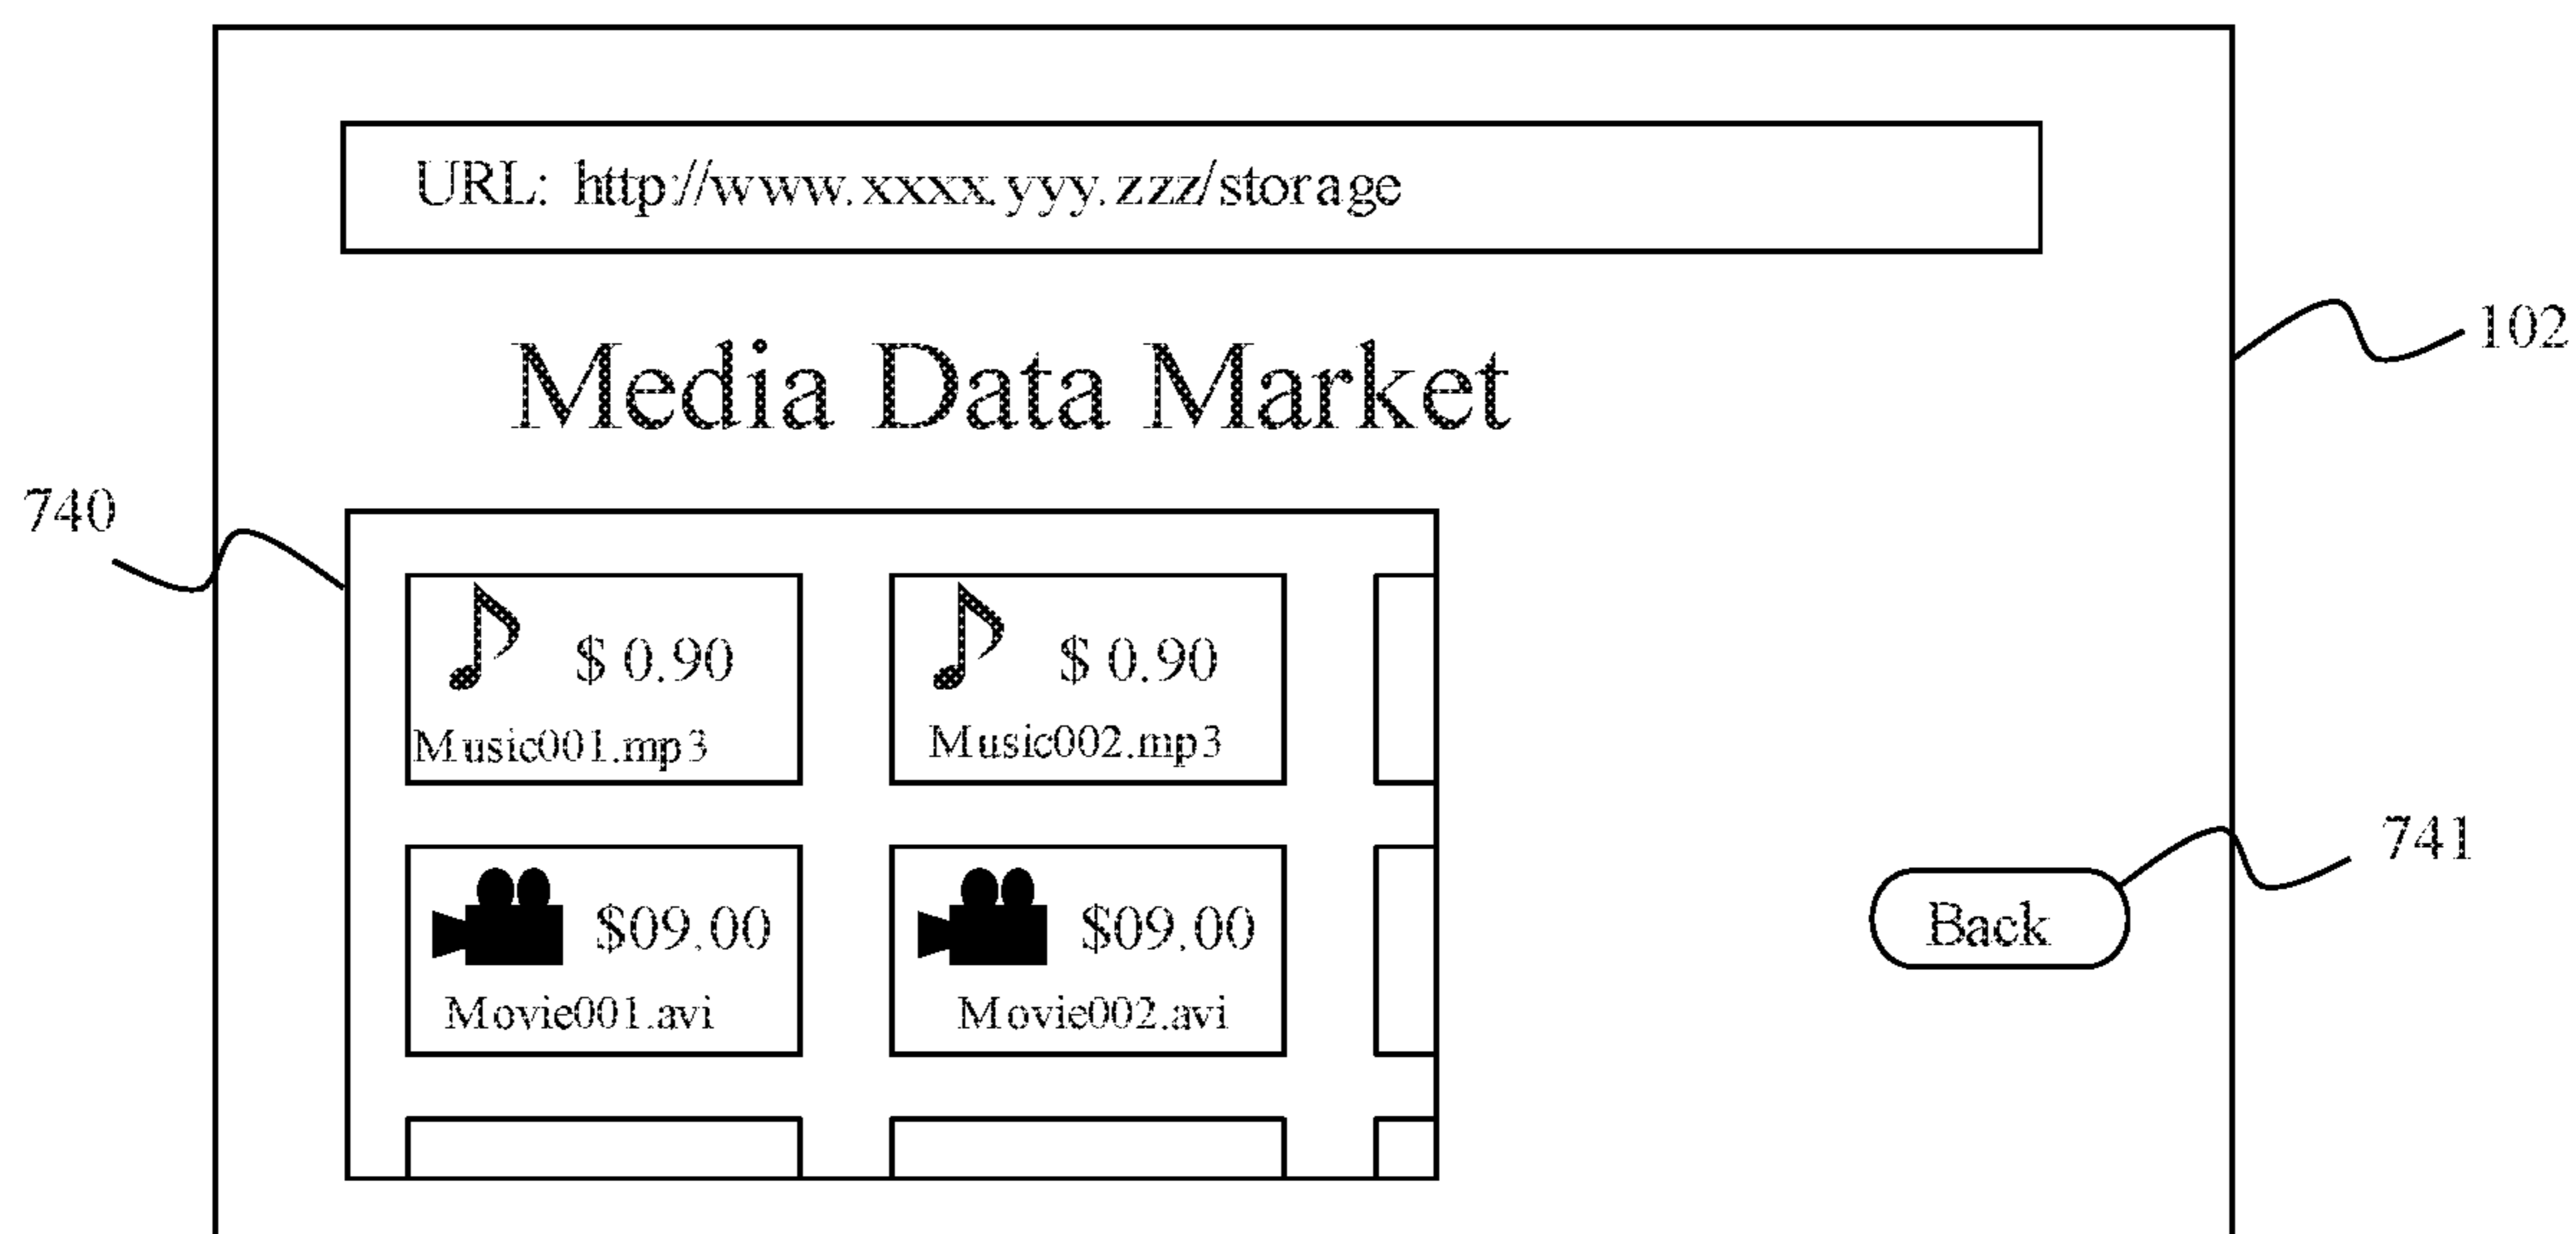 URL: http://www.xxxx.yyy.zzz/storage
102
Media Data Market
740
$ 0.90
$ 0.90
Music001.mp3
Music002.mp3
741
$09.00
$09.00
Back
Movie001.avi
Movie002.avi